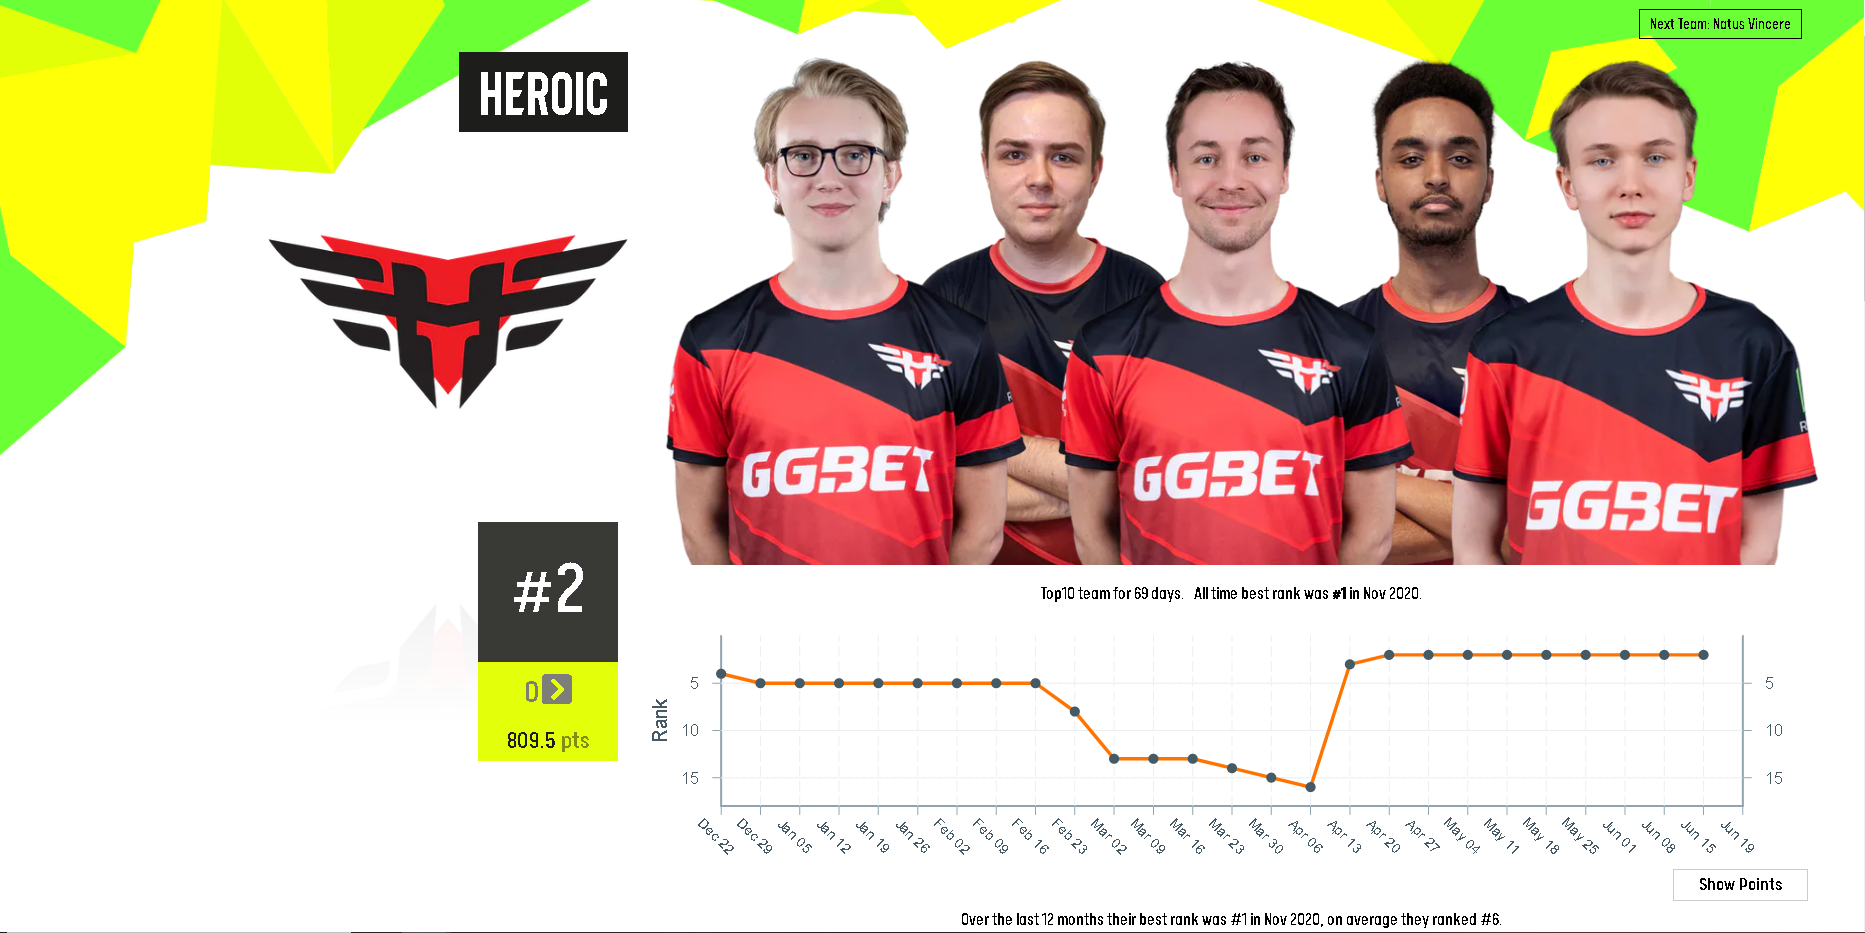 Next Team: Natus Vincere
HEROIC
GGBET
GGBET
GGBET
#2
0
809.5 pts
Top10 team for 69 days. All time best rank was #1 in Nov 2020.
Rank
5
10
15
5
10
15
Dec 22
Dec 29
Jan 05
Jan 12
Jan 19
Jan 26
Feb 02
Feb 09
Feb 16
Feb 23
Mar 02
Mar 09
Mar 16
Mar 23
Mar 30
Apr 06
Apr 13
Apr 20
Apr 27
May 04
May 11
May 18
May 25
Jun 01
Jun 08
Jun 15
Jun 19
Show Points
Over the last 12 months their best rank was #1 in Nov 2020, on average they ranked #6.